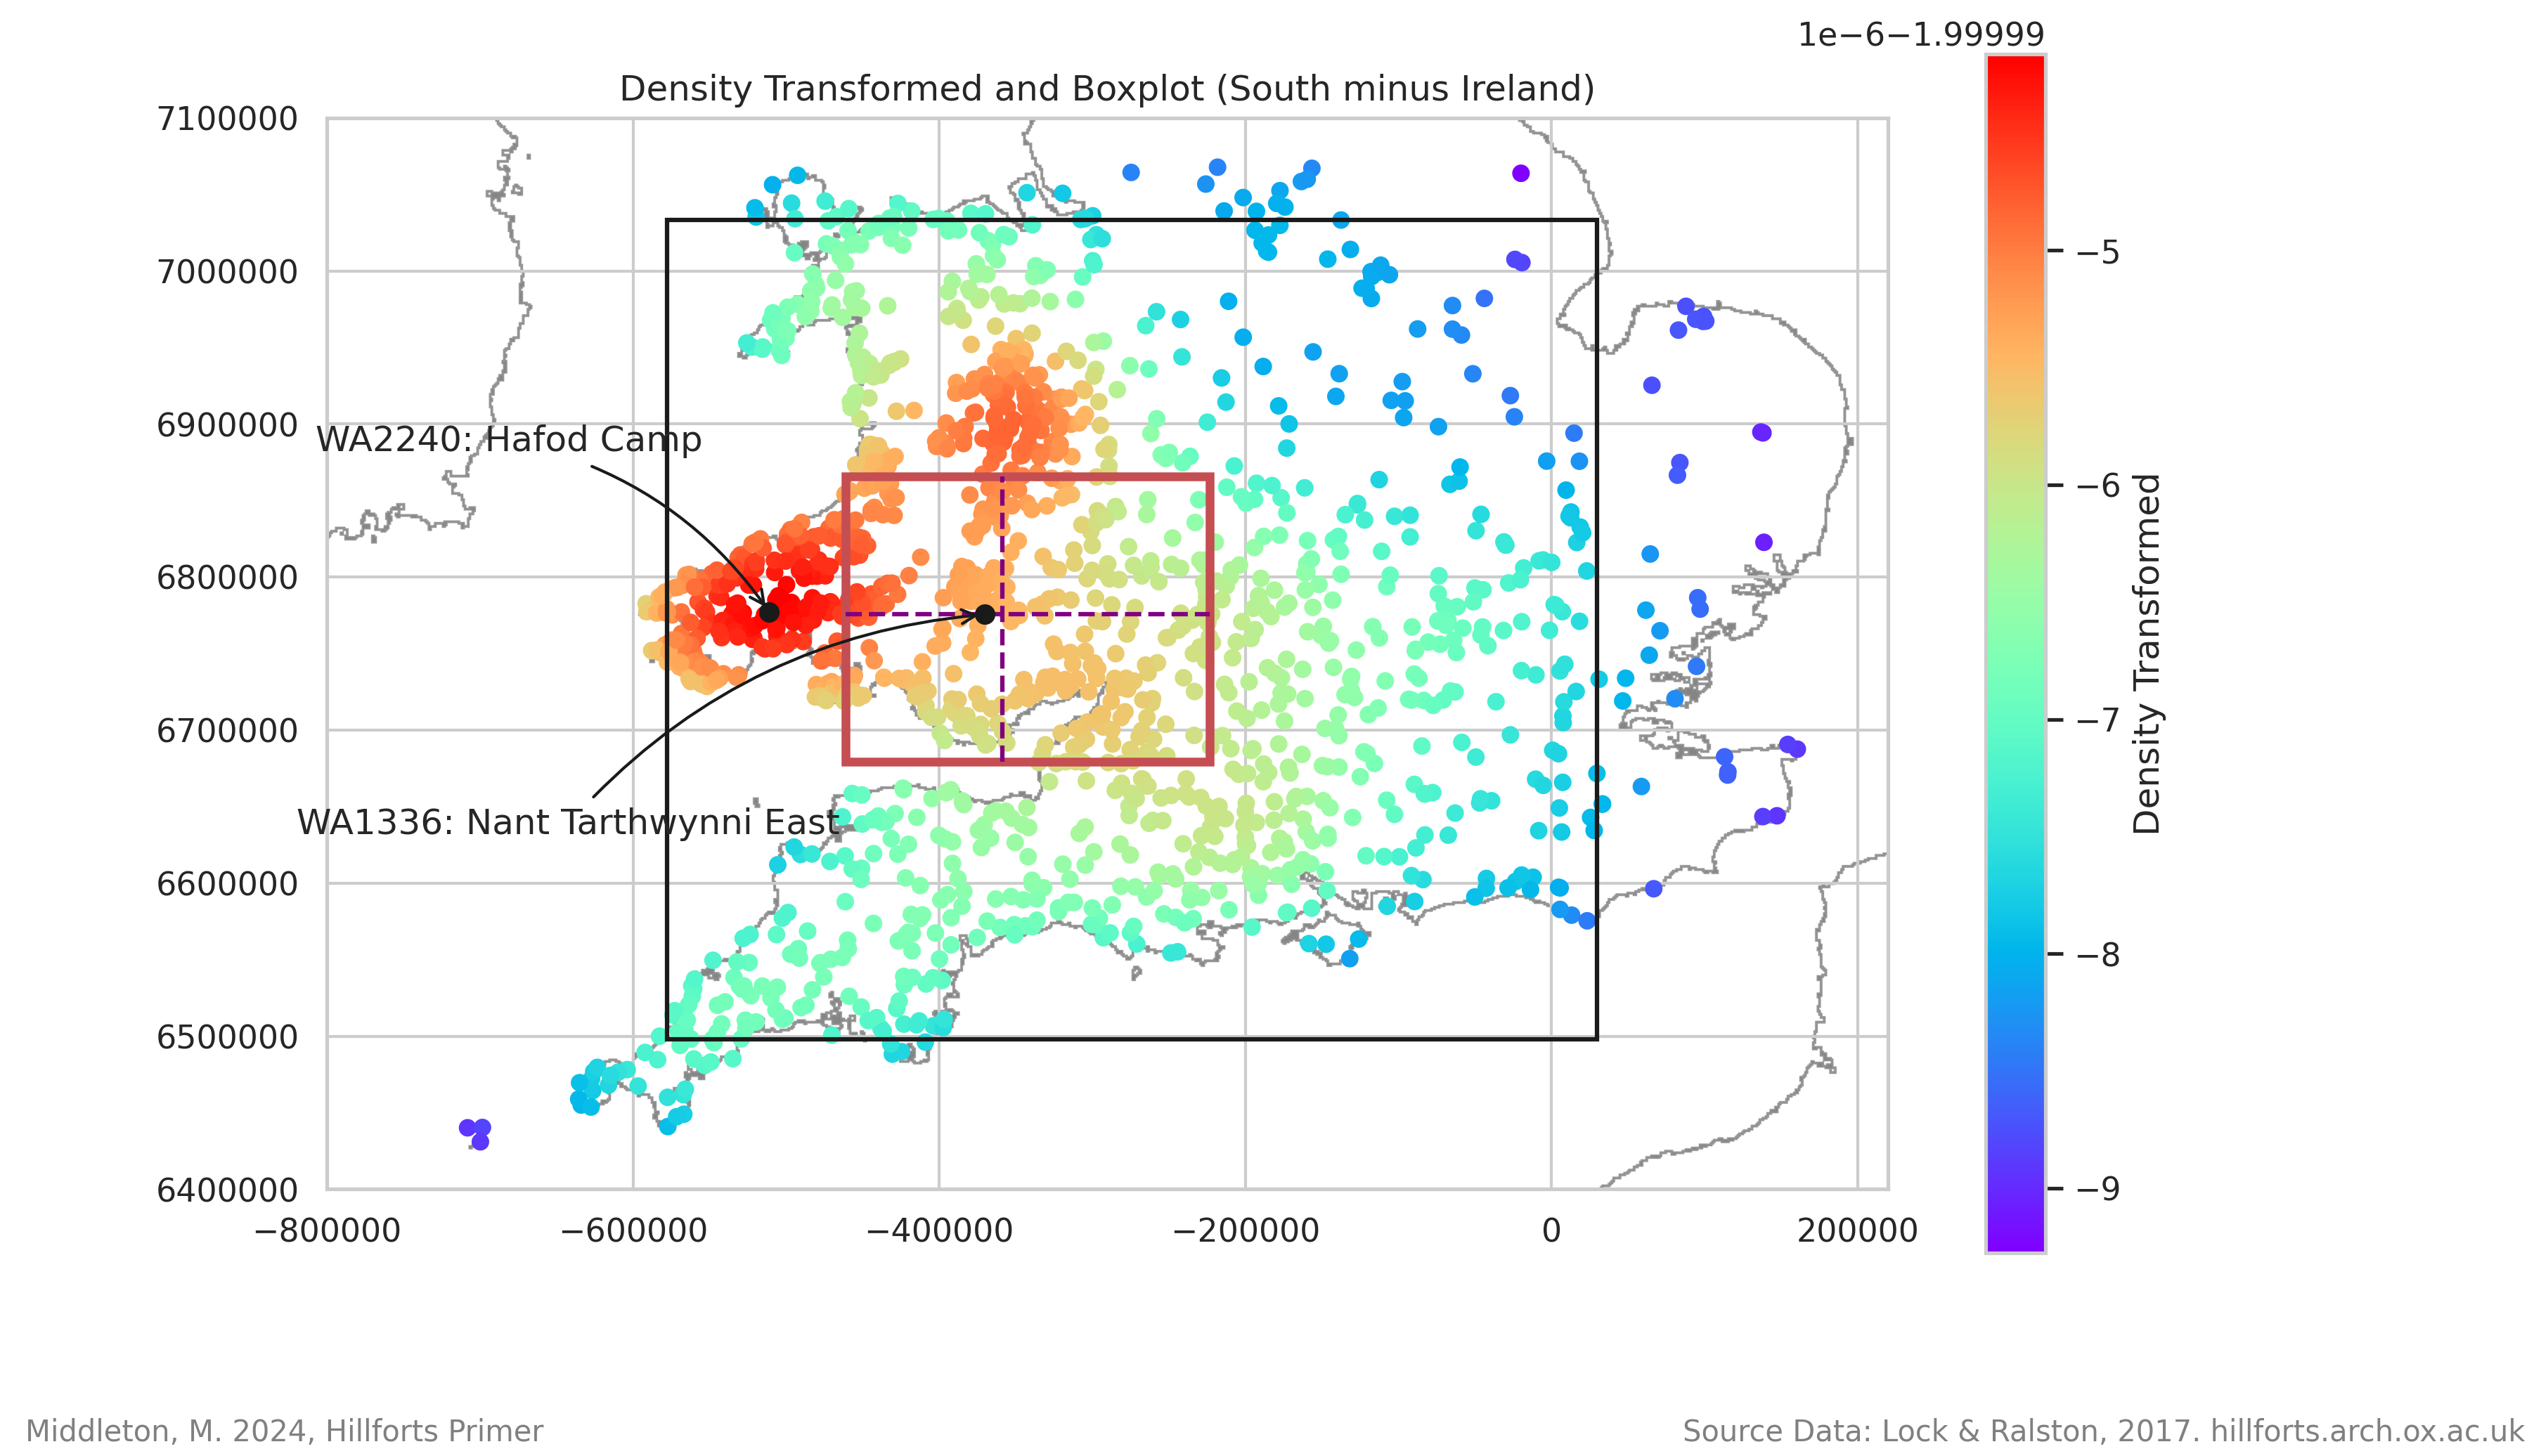 1e−6−1.99999
Density Transformed and Boxplot (South minus Ireland)
7100000
7000000
6900000
6800000
6700000
6600000
6500000
6400000
WA2240: Hafod Camp
WA1336: Nant Tarthwynni East
−800000
−600000
−400000
−200000
0
200000
−5
−6
−7
−8
−9
Density Transformed
Middleton, M. 2024, Hillforts Primer
Source Data: Lock & Ralston, 2017. hillforts.arch.ox.ac.uk